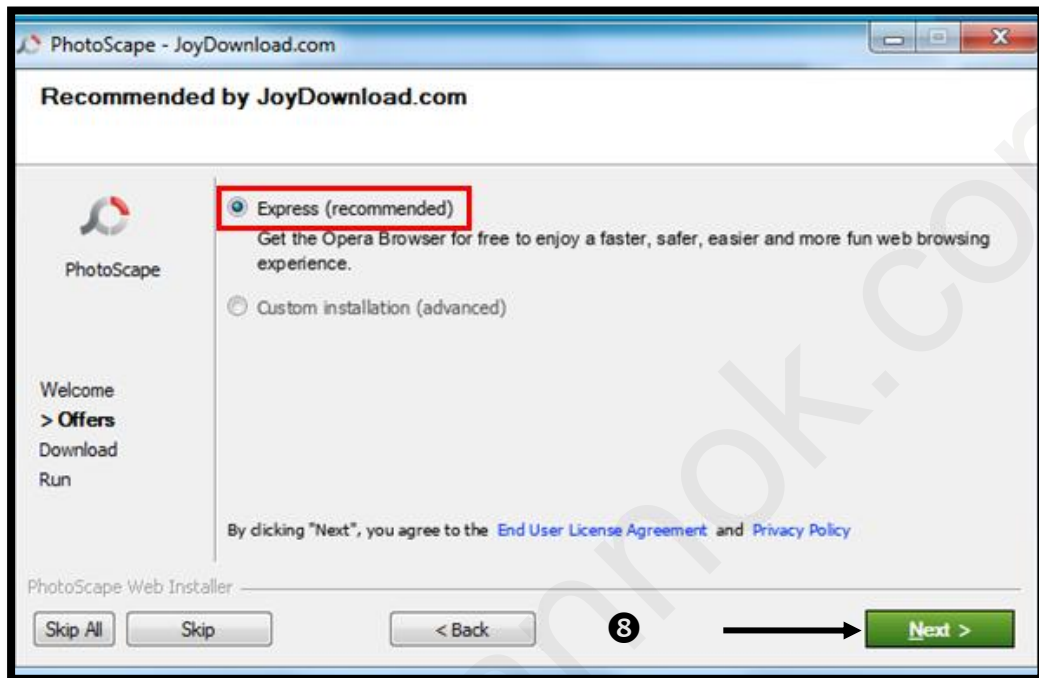 PhotoScape - JoyDownload.com
Recommended by JoyDownload.com
Express (recommended)
Get the Opera Browser for free to enjoy a faster, safer, easier and more fun web browsing
experience.
PhotoScape
Custom installation (advanced)
Welcome
> Offers
Download
Run
By clicking "Next", you agree to the End User License Agreement and Privacy Policy
PhotoScape Web Installer
Skip All Skip < Back ❽ Next >